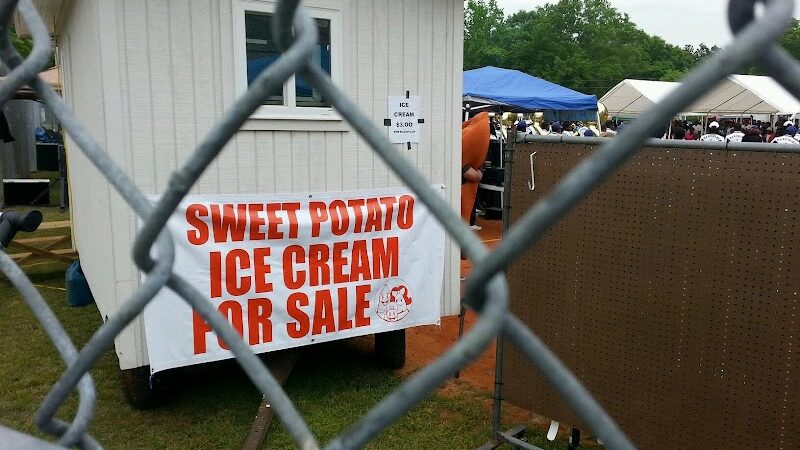 ICE
CREAM
$3.00
SWEET POTATO
ICE CREAM
FOR SALE